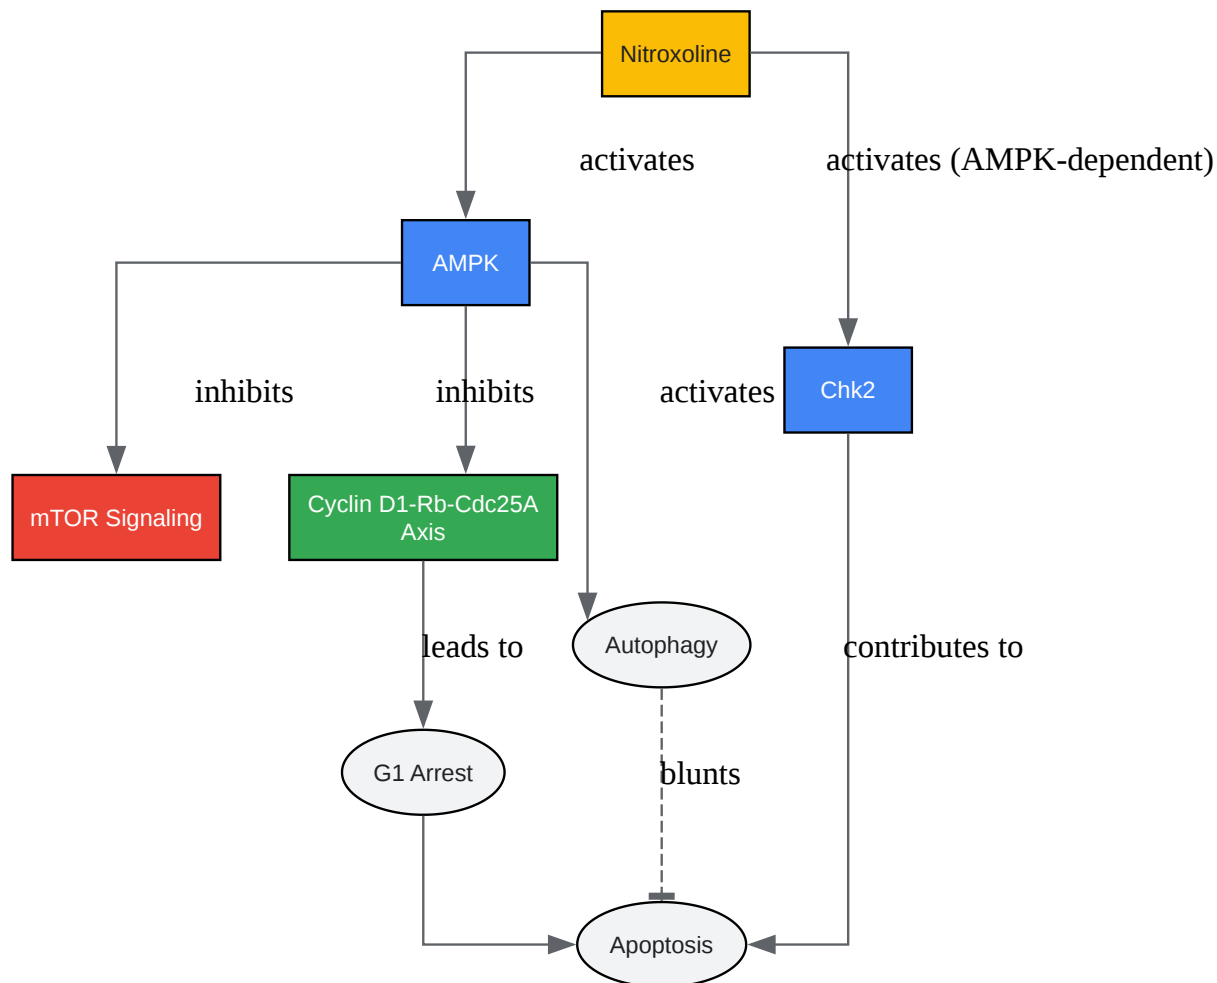 Nitroxoline
activates
activates (AMPK-dependent)
AMPK
inhibits
inhibits
activates
Chk2
mTOR Signaling
Cyclin D1-Rb-Cdc25A
Axis
leads to
Autophagy
contributes to
G1 Arrest
blunts
Apoptosis